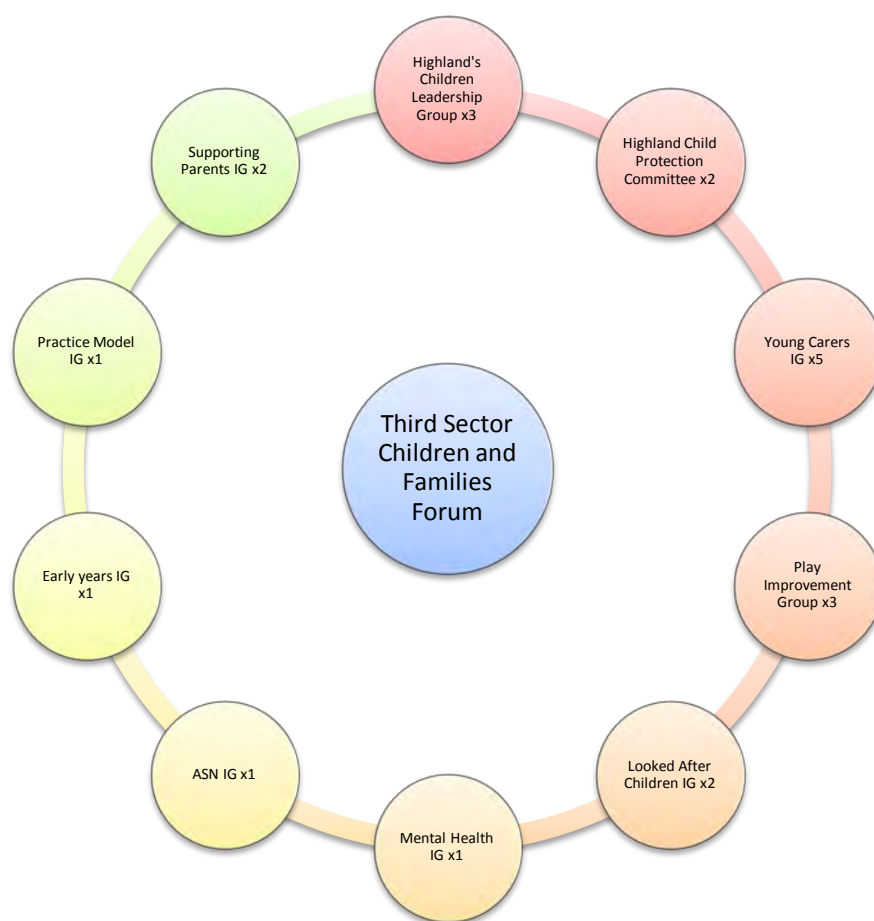 Highland's
Children
Leadership
Group x3
Highland Child
Protection
Committee x2
Supporting
Parents IG x2
Young Carers
IG x5
Practice Model
IG x1
Third Sector
Children and
Families
Forum
Play
Improvement
Group x3
Early years IG
x1
Looked After
Children IG x2
ASN IG x1
Mental Health
IG x1